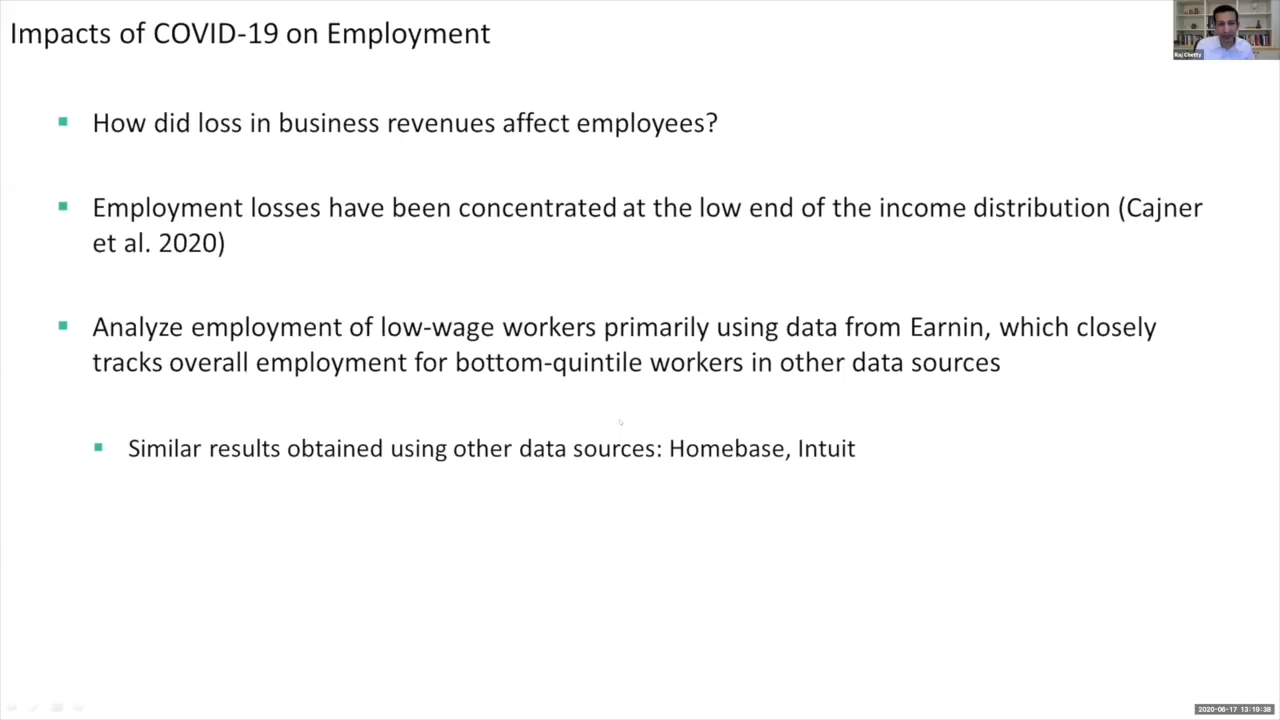 Impacts of COVID-19 on Employment
Raj Chetty
How did loss in business revenues affect employees?
Employment losses have been concentrated at the low end of the income distribution (Cajner
et al. 2020)
Analyze employment of low-wage workers primarily using data from Earnin, which closely
tracks overall employment for bottom-quintile workers in other data sources
Similar results obtained using other data sources: Homebase, Intuit
2020-06-17 13:19:38